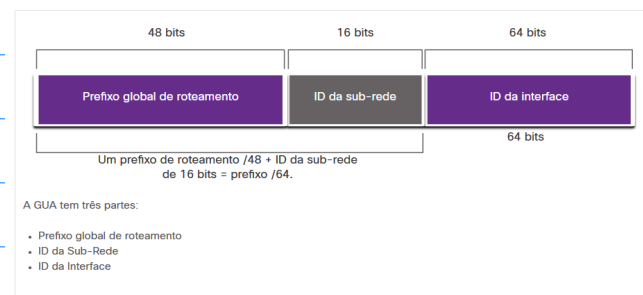 48 bits 16 bits 64 bits
Prefixo global de roteamento ID da sub-rede ID da interface
64 bits
Um prefixo de roteamento /48 + ID da sub-rede
de 16 bits = prefixo /64.
A GUA tem três partes:
• Prefixo global de roteamento
• ID da Sub-Rede
• ID da Interface